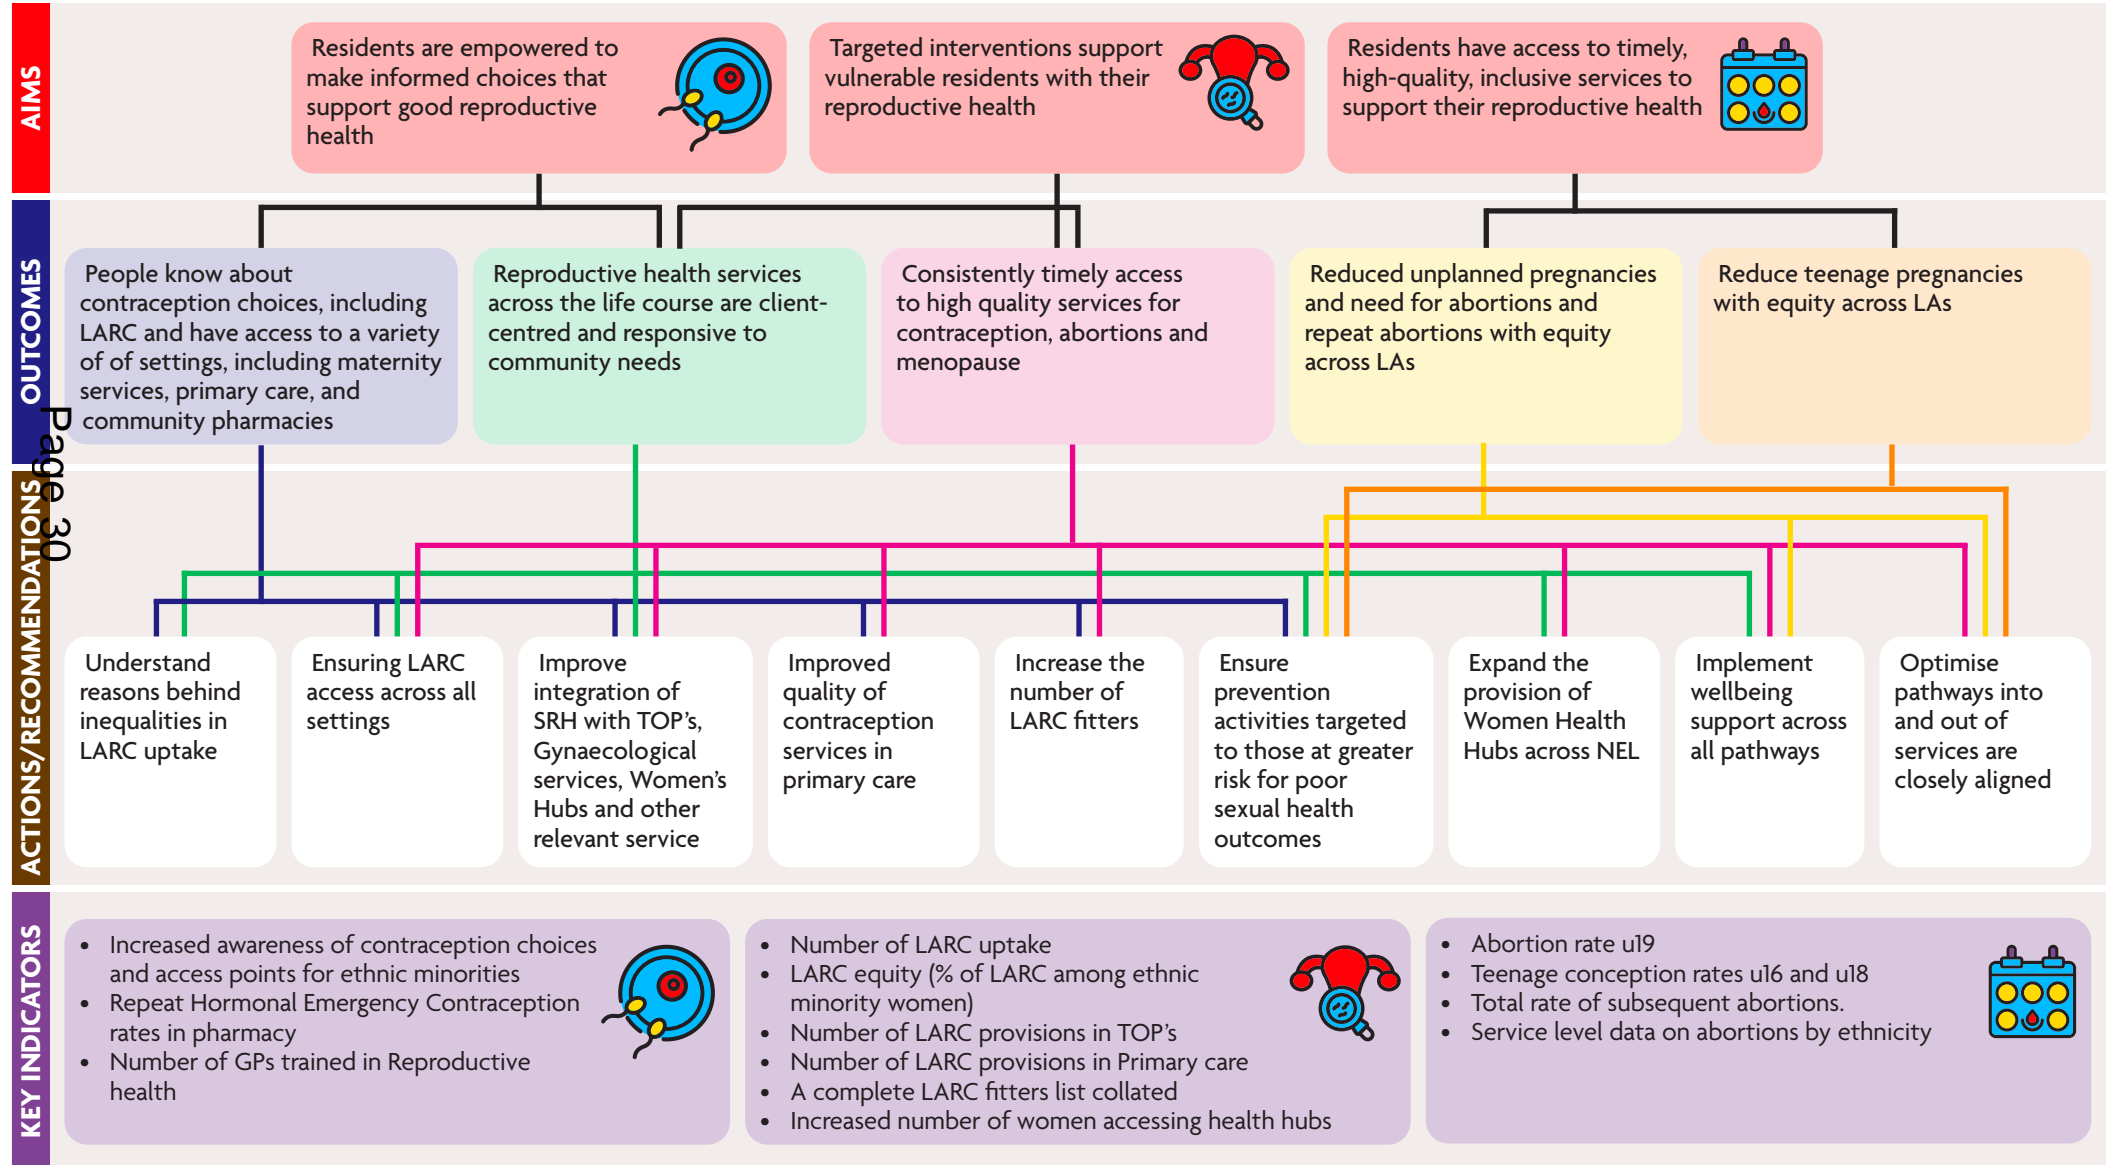 AIMS
Residents are empowered to
make informed choices that
support good reproductive
health
Targeted interventions support
vulnerable residents with their
reproductive health
Residents have access to timely,
high-quality, inclusive services to
support their reproductive health
OUTCOMES
People know about
contraception choices, including
LARC and have access to a variety
of of settings, including maternity
services, primary care, and
community pharmacies
Reproductive health services
across the life course are client-
centred and responsive to
community needs
Consistently timely access
to high quality services for
contraception, abortions and
menopause
Reduced unplanned pregnancies
and need for abortions and
repeat abortions with equity
across LAs
Reduce teenage pregnancies
with equity across LAs
Page 30
ACTIONS/RECOMMENDATIONS
Understand
reasons behind
inequalities in
LARC uptake
Ensuring LARC
access across all
settings
Improve
integration of
SRH with TOP's,
Gynaecological
services, Women's
Hubs and other
relevant service
Improved
quality of
contraception
services in
primary care
Increase the
number of
LARC fitters
Ensure
prevention
activities targeted
to those at greater
risk for poor
sexual health
outcomes
Expand the
provision of
Women Health
Hubs across NEL
Implement
wellbeing
support across
all pathways
Optimise
pathways into
and out of
services are
closely aligned
KEY INDICATORS
• Increased awareness of contraception choices
and access points for ethnic minorities
• Repeat Hormonal Emergency Contraception
rates in pharmacy
• Number of GPs trained in Reproductive
health
• Number of LARC uptake
• LARC equity (% of LARC among ethnic
minority women)
• Number of LARC provisions in TOP's
• Number of LARC provisions in Primary care
• A complete LARC fitters list collated
• Increased number of women accessing health hubs
• Abortion rate u19
• Teenage conception rates u16 and u18
• Total rate of subsequent abortions.
• Service level data on abortions by ethnicity